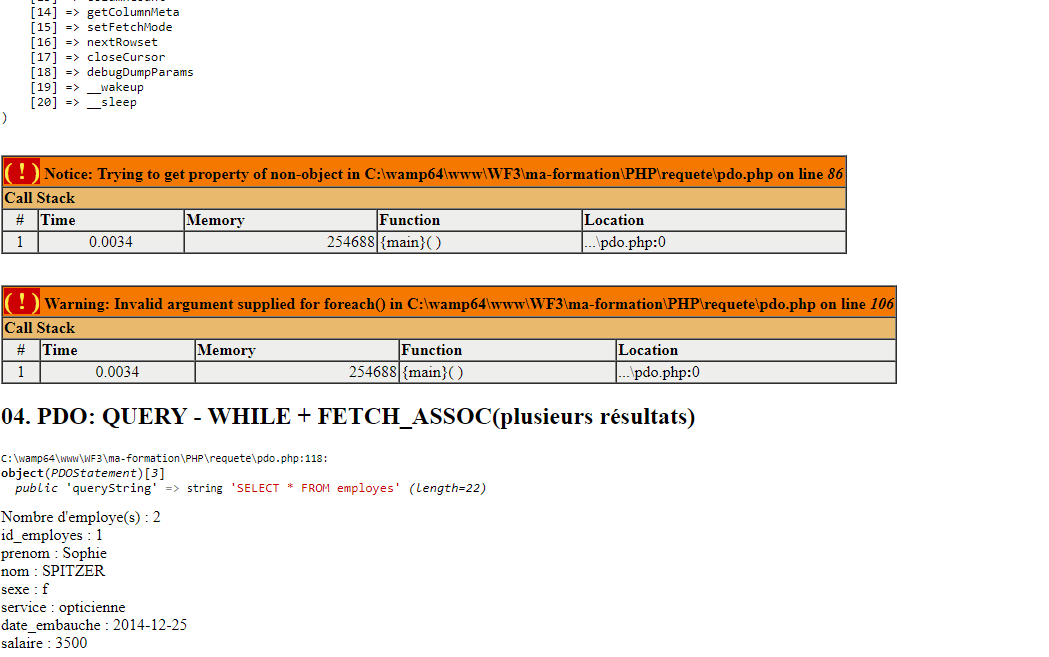 [14] => getColumnMeta
[15] => setFetchMode
[16] => nextRowset
[17] => closeCursor
[18] => debugDumpParams
[19] => __wakeup
[20] => __sleep
)
( ! ) Notice: Trying to get property of non-object in C:\wamp64\www\WF3\ma-formation\PHP\requete\pdo.php on line 86
Call Stack
# Time Memory Function Location
1 0.0034 254688 {main}( ) ...\pdo.php:0
( ! ) Warning: Invalid argument supplied for foreach() in C:\wamp64\www\WF3\ma-formation\PHP\requete\pdo.php on line 106
Call Stack
# Time Memory Function Location
1 0.0034 254688 {main}( ) ...\pdo.php:0
04. PDO: QUERY - WHILE + FETCH_ASSOC(plusieurs résultats)
C:\wamp64\www\WF3\ma-formation\PHP\requete\pdo.php:118:
object(PDOStatement)[3]
public 'queryString' => string 'SELECT * FROM employes' (length=22)
Nombre d'employe(s) : 2
id_employes : 1
prenom : Sophie
nom : SPITZER
sexe : f
service : opticienne
date_embauche : 2014-12-25
salaire : 3500